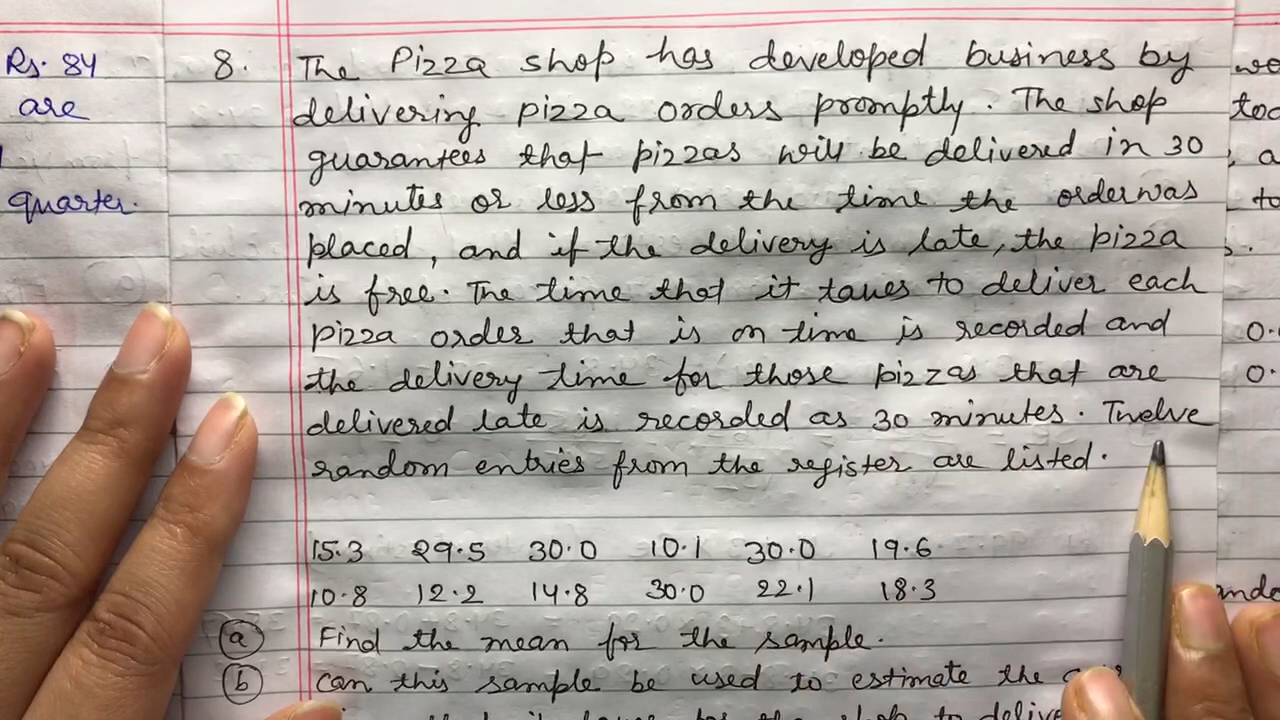 Rs. 84
are
quarter.
8. The Pizza shop has developed business by
delivering pizza orders promptly. The shop
guarantees that pizzas will be delivered in 30
minutes or less from the time the order was
placed, and if the delivery is late, the pizza
is free. The time that it taues to deliver each
pizza order that is on time is recorded and
the delivery time for those pizzas that are
delivered late is recorded as 30 minutes. Twelve
random entries from the register are listed.
15.3 29.5 30.0 10.1 30.0 19.6
10.8 12.2 14.8 30.0 22.1 18.3
(a) Find the mean for the sample.
(b) Can this sample be used to estimate the